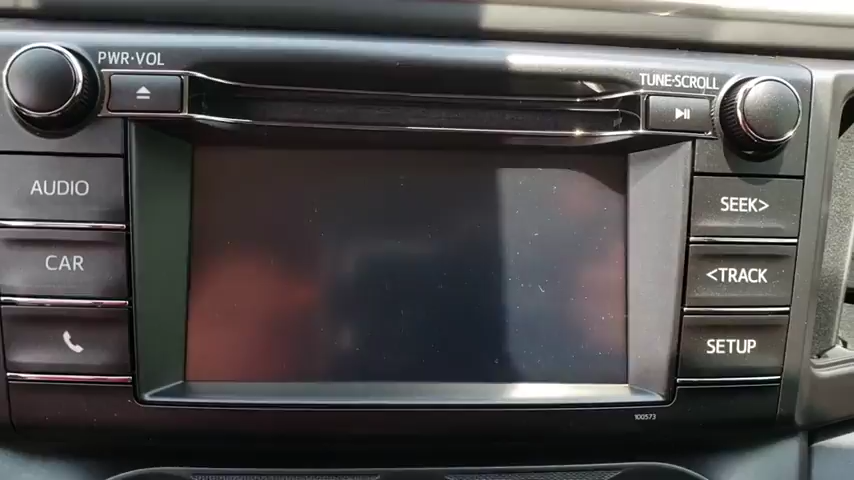 PWR·VOL
TUNE·SCROLL
AUDIO
SEEK>
CAR
<TRACK
SETUP
100573